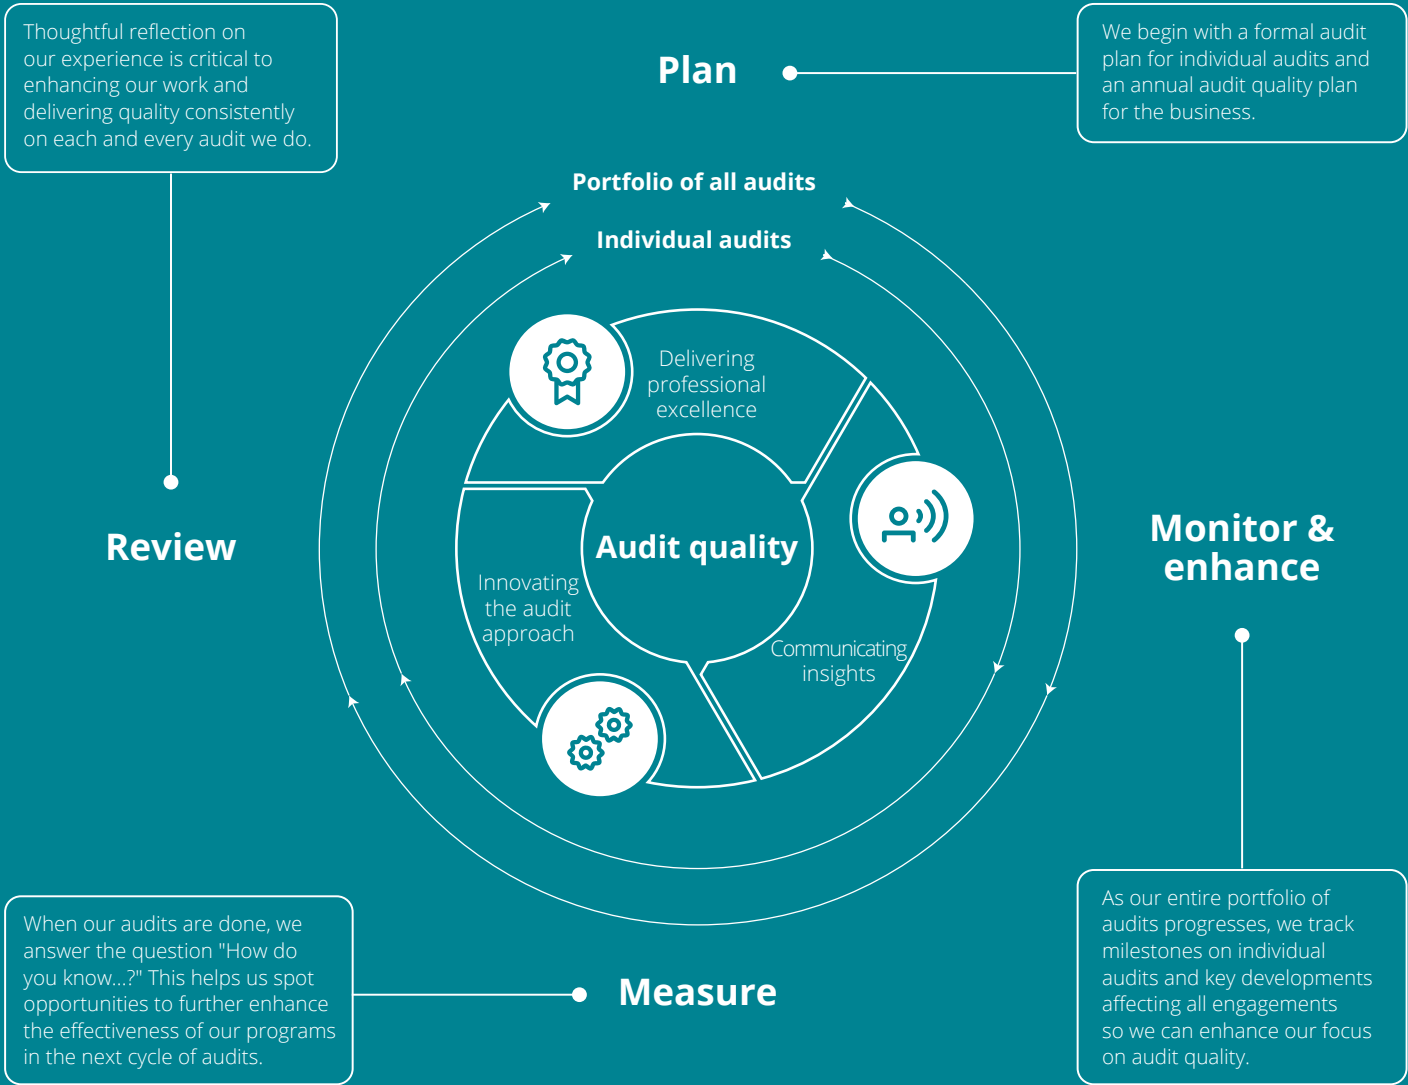 Thoughtful reflection on
our experience is critical to
enhancing our work and
delivering quality consistently
on each and every audit we do.
Plan
We begin with a formal audit
plan for individual audits and
an annual audit quality plan
for the business.
Portfolio of all audits
Individual audits
Delivering
professional
excellence
Review
Audit quality
Monitor &
enhance
Innovating
the audit
approach
Communicating
insights
When our audits are done, we
answer the question "How do
you know...?" This helps us spot
opportunities to further enhance
the effectiveness of our programs
in the next cycle of audits.
Measure
As our entire portfolio of
audits progresses, we track
milestones on individual
audits and key developments
affecting all engagements
so we can enhance our focus
on audit quality.